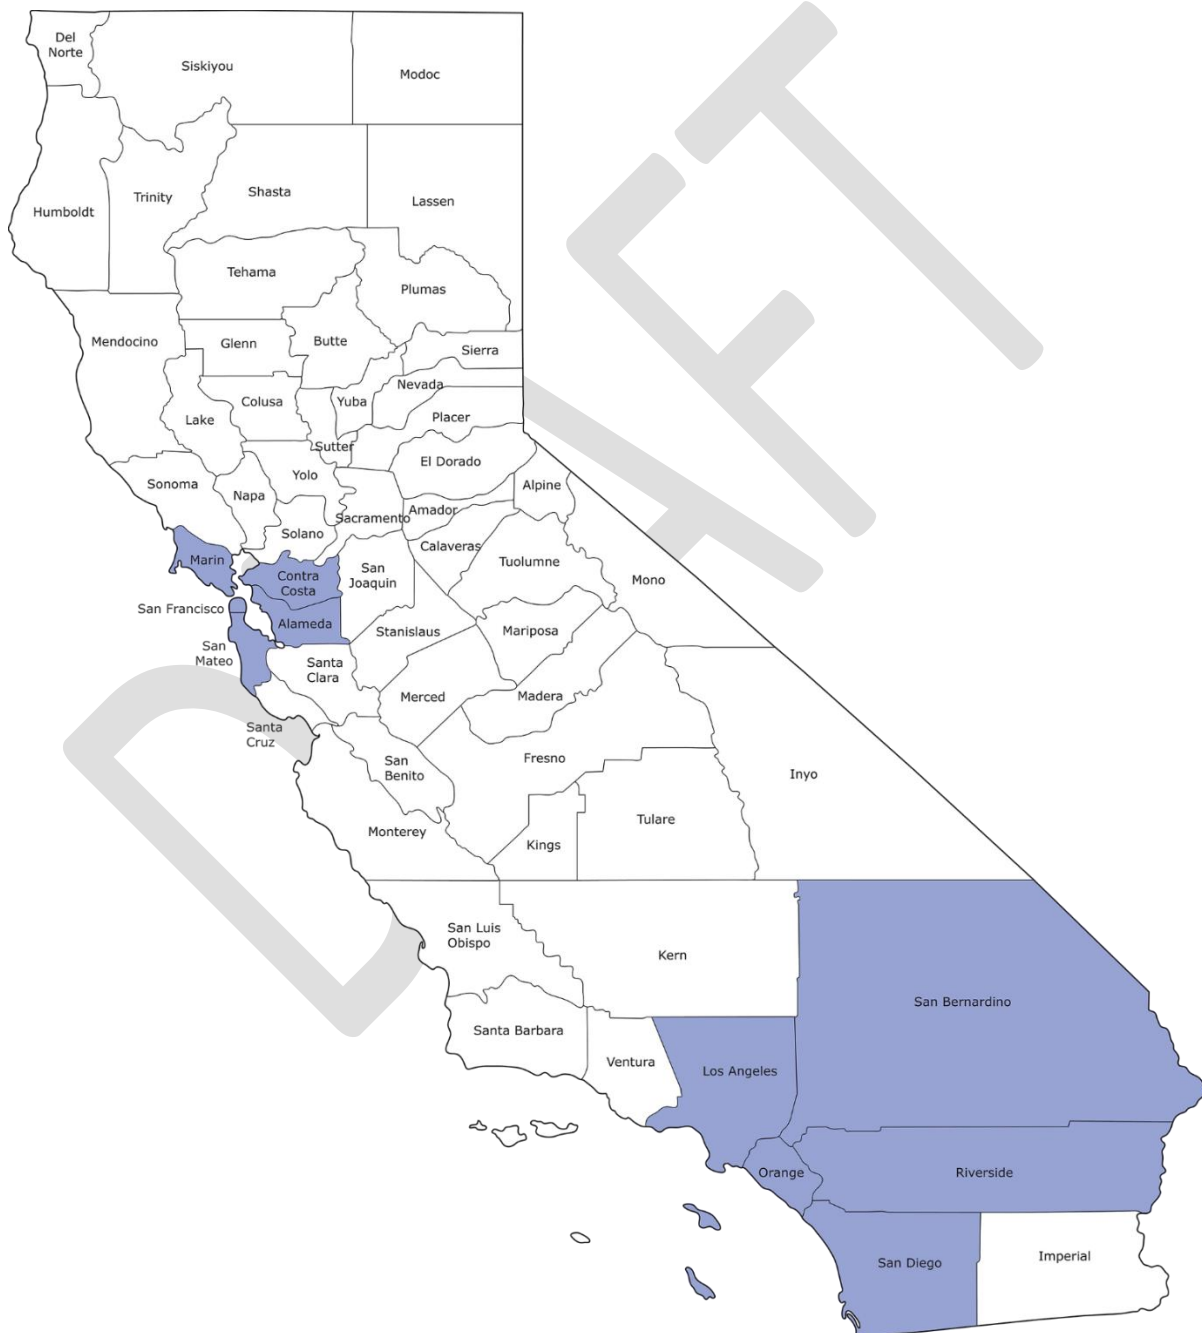 Del
Norte
Siskiyou
Modoc
Humboldt
Trinity
Shasta
Lassen
Tehama
Plumas
Mendocino
Glenn
Butte
Sierra
Nevada
Colusa
Yuba
Lake
Placer
Sutter
El Dorado
Yolo
Sonoma
Napa
Alpine
Amador
Sacramento
Solano
Calaveras
Tuolumne
Marin
Contra
Costa
San
Joaquin
Mono
San Francisco
Alameda
Stanislaus
Mariposa
San
Mateo
Santa
Clara
Merced
Madera
Santa
Cruz
San
Benito
Fresno
Inyo
Monterey
Kings
Tulare
San Luis
Obispo
Kern
San Bernardino
Santa Barbara
Ventura
Los Angeles
Orange
Riverside
San Diego
Imperial
DRAFT